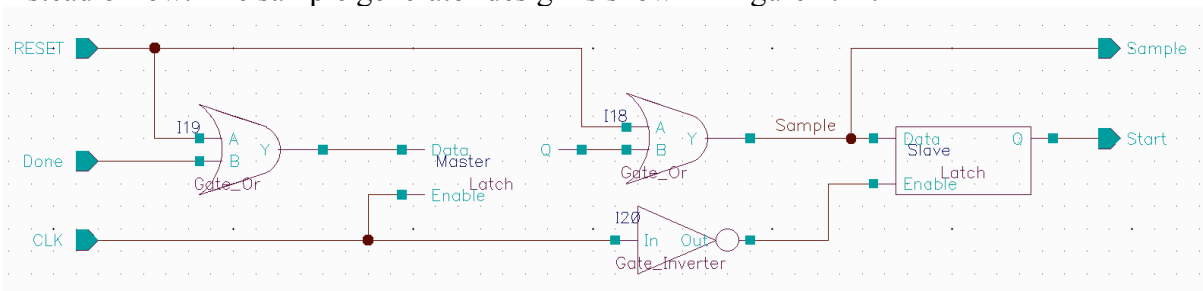 RESET
Sample
I19
A
Y
B
Gate_Or
Done
Data
Master
Latch
Enable
Q
I18
A
Y
B
Gate_Or
Sample
Data
Slave
Latch
Enable
Q
Start
CLK
I20
In
Out
Gate_Inverter